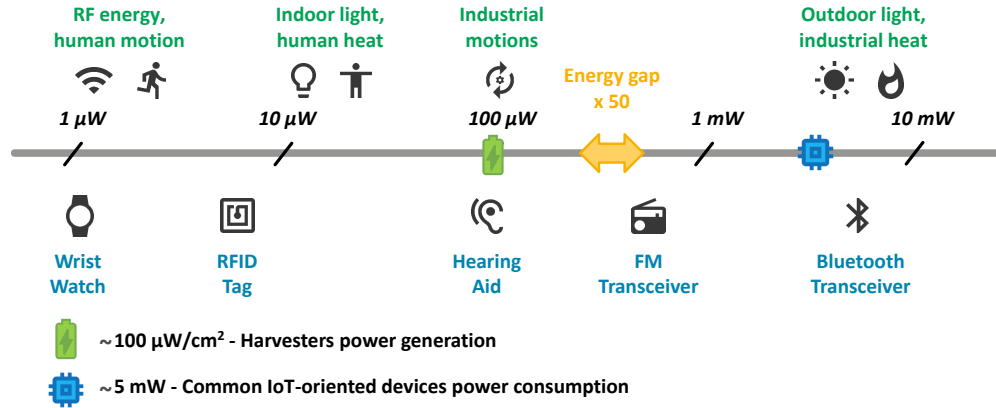 RF energy,
human motion
Indoor light,
human heat
Industrial
motions
Outdoor light,
industrial heat
Energy gap
x 50
1 μW
10 μW
100 μW
1 mW
10 mW
Wrist
Watch
RFID
Tag
Hearing
Aid
FM
Transceiver
Bluetooth
Transceiver
~100 μW/cm² - Harvesters power generation
~5 mW - Common IoT-oriented devices power consumption